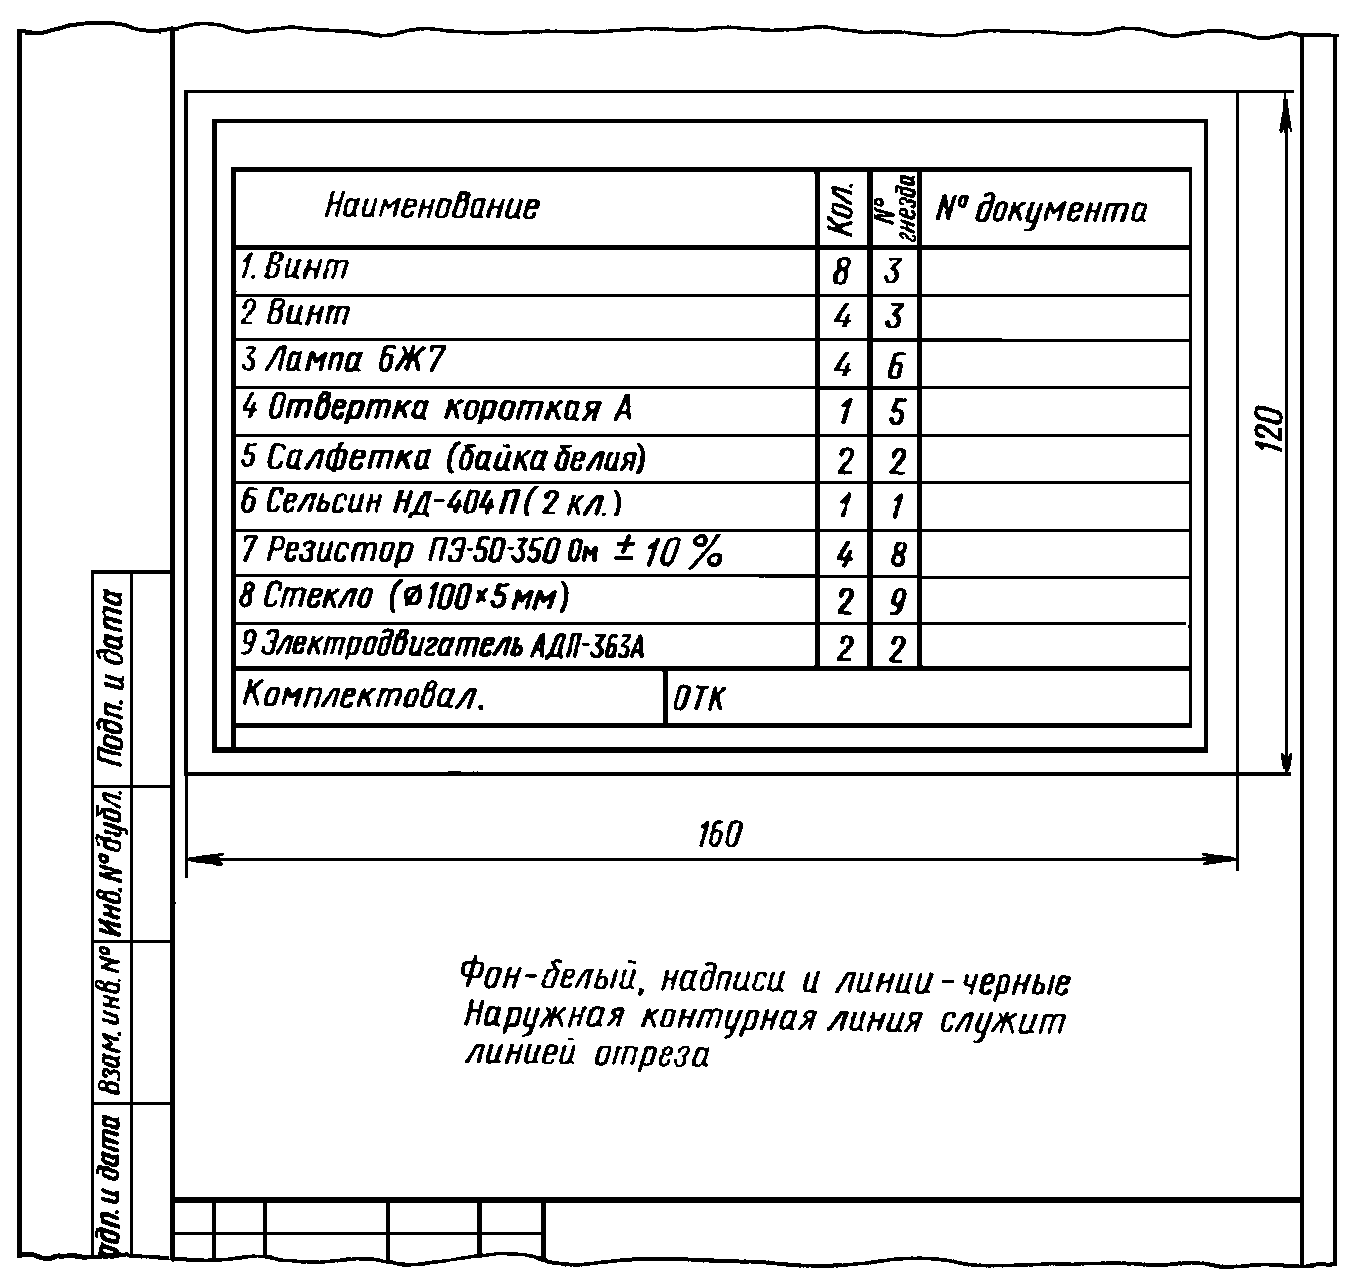 Наименование Кол. № гнезда № документа
1. Винт 8 3
2 Винт 4 3
3 Лампа 6Ж7 4 6
4 Отвертка короткая А 1 5
5 Салфетка (байка белия) 2 2
6 Сельсин НД-404П (2 кл.) 1 1
7 Резистор ПЭ-50-350 Ом ± 10 % 4 8
8 Стекло (Ø100×5мм) 2 9
9 Электродвигатель АДП-363А 2 2
Комплектовал. ОТК
120
160
Фон-белый, надписи и линии-черные
Наружная контурная линия служит
линией отреза
Подп. и дата
Инв. № дубл.
Взам. инв. №
одп. и дата